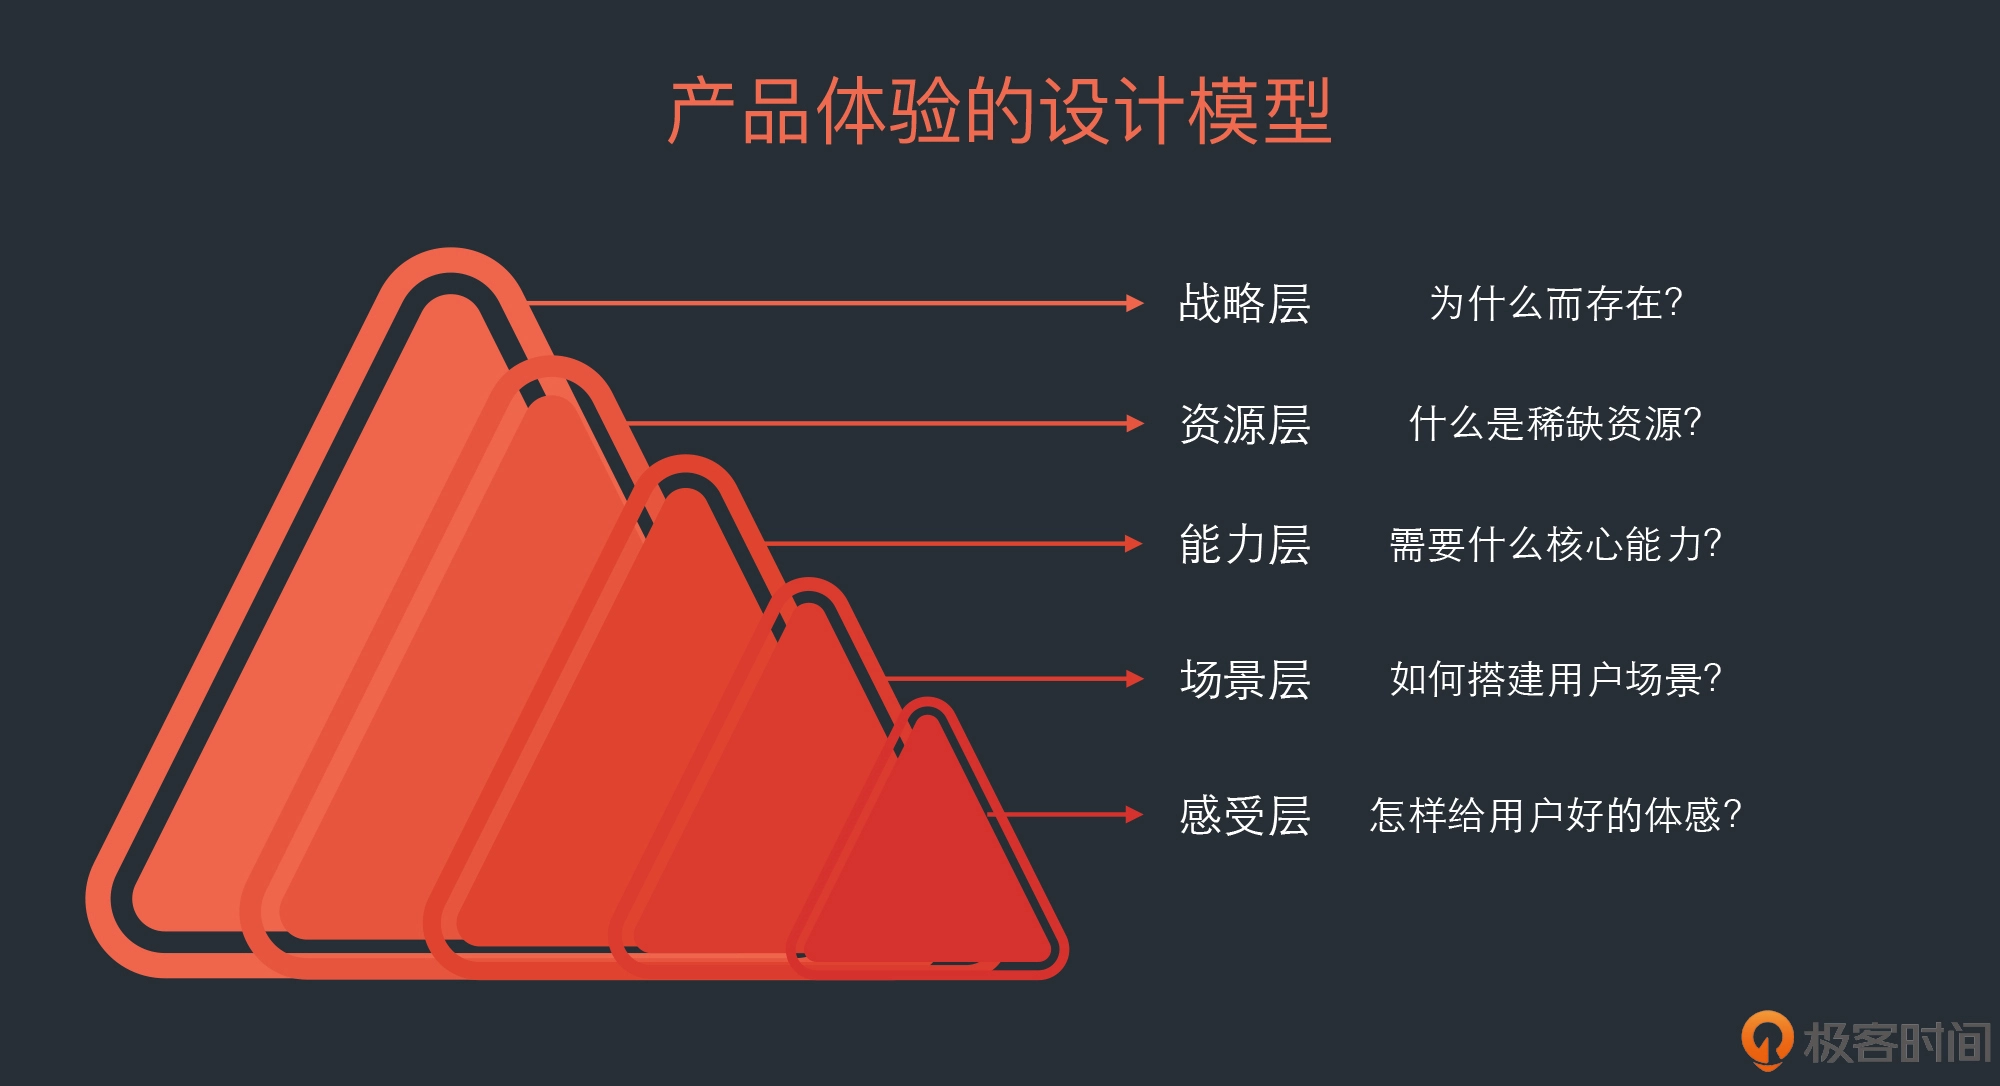 产品体验的设计模型
战略层 为什么而存在?
资源层 什么是稀缺资源?
能力层 需要什么核心能力?
场景层 如何搭建用户场景?
感受层 怎样给用户好的体感?
极客时间